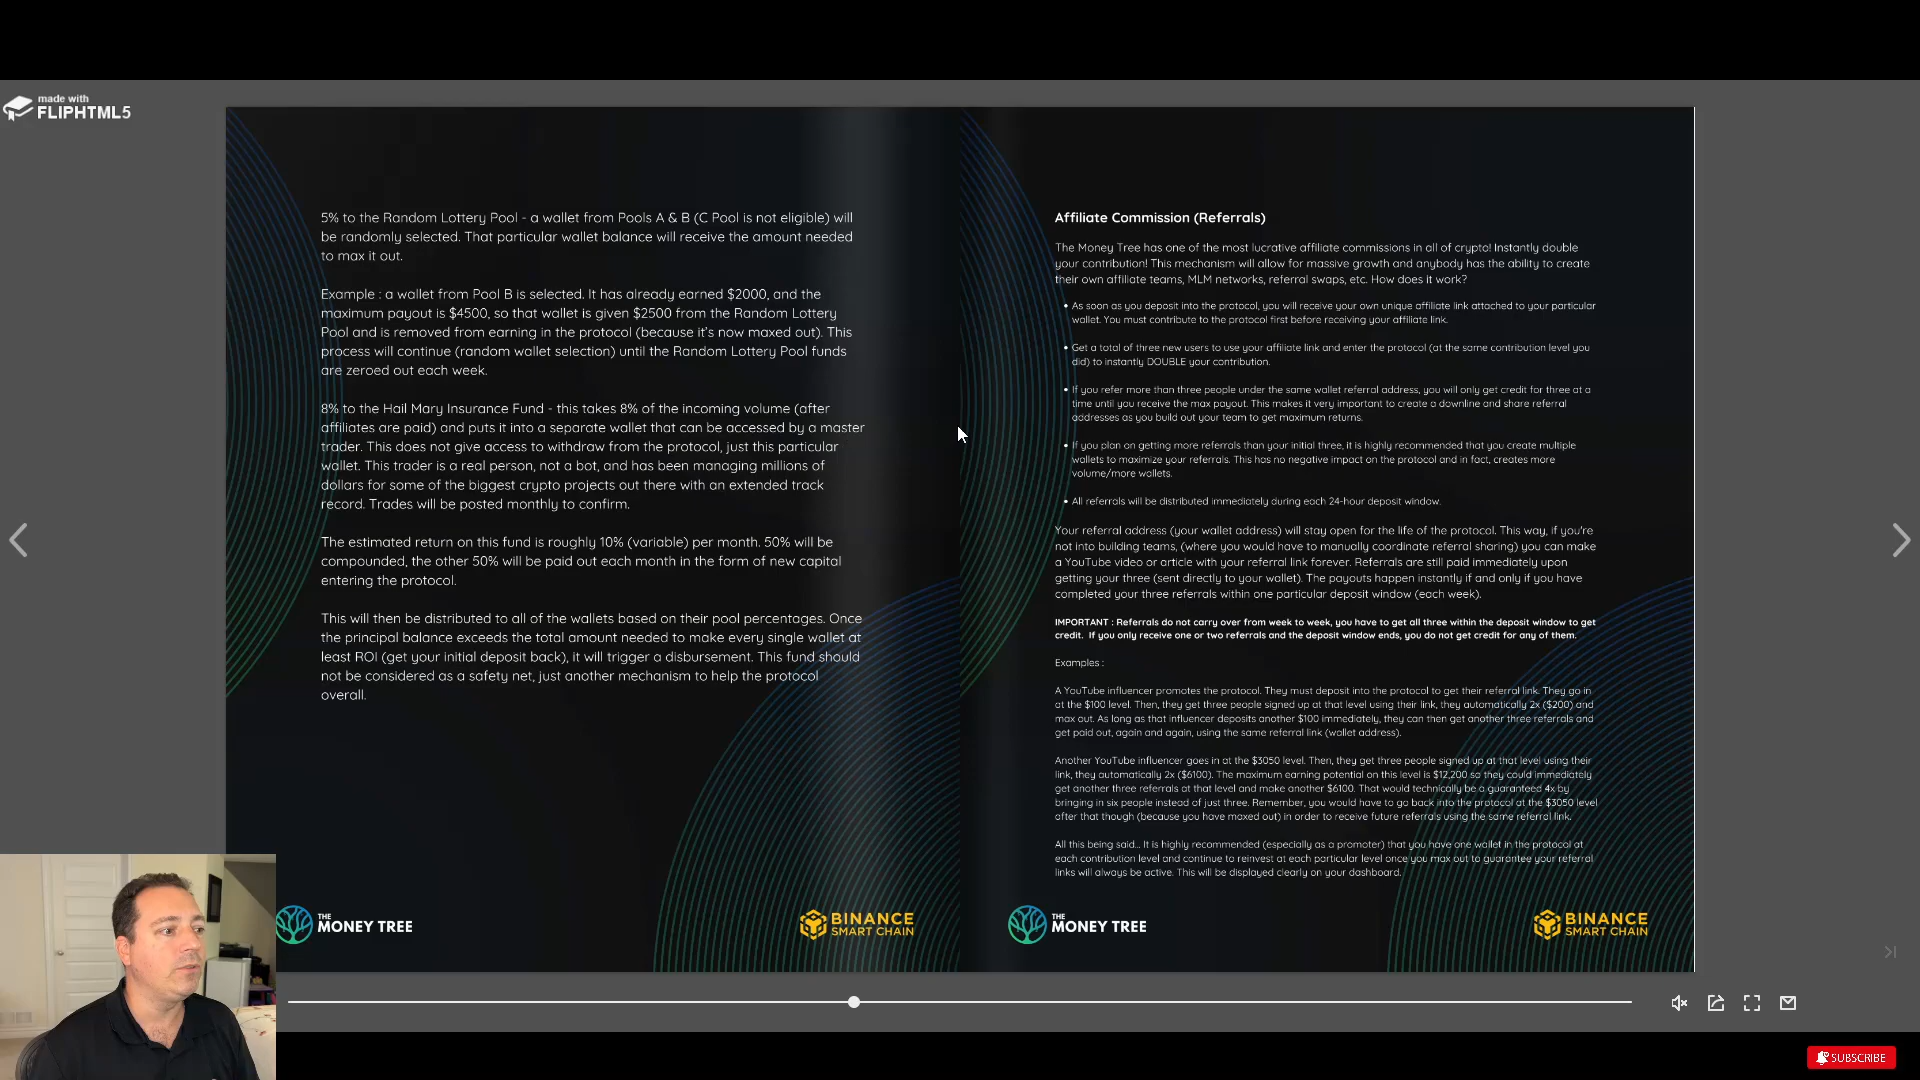 made with
FLIPHTML5
5% to the Random Lottery Pool - a wallet from Pools A & B (C Pool is not eligible) will
be randomly selected. That particular wallet balance will receive the amount needed
to max it out.
Example : a wallet from Pool B is selected. It has already earned $2000, and the
maximum payout is $4500, so that wallet is given $2500 from the Random Lottery
Pool and is removed from earning in the protocol (because it's now maxed out). This
process will continue (random wallet selection) until the Random Lottery Pool funds
are zeroed out each week.
8% to the Hail Mary Insurance Fund - this takes 8% of the incoming volume (after
affiliates are paid) and puts it into a separate wallet that can be accessed by a master
trader. This does not give access to withdraw from the protocol, just this particular
wallet. This trader is a real person, not a bot, and has been managing millions of
dollars for some of the biggest crypto projects out there with an extended track
record. Trades will be posted monthly to confirm.
The estimated return on this fund is roughly 10% (variable) per month. 50% will be
compounded, the other 50% will be paid out each month in the form of new capital
entering the protocol.
This will then be distributed to all of the wallets based on their pool percentages. Once
the principal balance exceeds the total amount needed to make every single wallet at
least ROI (get your initial deposit back), it will trigger a disbursement. This fund should
not be considered as a safety net, just another mechanism to help the protocol
overall.
THE
MONEY TREE
BINANCE
SMART CHAIN
Affiliate Commission (Referrals)
The Money Tree has one of the most lucrative affiliate commissions in all of crypto! Instantly double
your contribution! This mechanism will allow for massive growth and anybody has the ability to create
their own affiliate teams, MLM networks, referral swaps, etc. How does it work?
• As soon as you deposit into the protocol, you will receive your own unique affiliate link attached to your particular
wallet. You must contribute to the protocol first before receiving your affiliate link.
• Get a total of three new users to use your affiliate link and enter the protocol (at the same contribution level you
did) to instantly DOUBLE your contribution.
• If you refer more than three people under the same wallet referral address, you will only get credit for three at a
time until you receive the max payout. This makes it very important to create a downline and share referral
addresses as you build out your team to get maximum returns.
• If you plan on getting more referrals than your initial three, it is highly recommended that you create multiple
wallets to maximize your referrals. This has no negative impact on the protocol and in fact, creates more
volume/more wallets.
• All referrals will be distributed immediately during each 24-hour deposit window.
Your referral address (your wallet address) will stay open for the life of the protocol. This way, if you're
not into building teams, (where you would have to manually coordinate referral sharing) you can make
a YouTube video or article with your referral link forever. Referrals are still paid immediately upon
getting your three (sent directly to your wallet). The payouts happen instantly if and only if you have
completed your three referrals within one particular deposit window (each week).
IMPORTANT : Referrals do not carry over from week to week, you have to get all three within the deposit window to get
credit. If you only receive one or two referrals and the deposit window ends, you do not get credit for any of them.
Examples :
A YouTube influencer promotes the protocol. They must deposit into the protocol to get their referral link. They go in
at the $100 level. Then, they get three people signed up at that level using their link, they automatically 2x ($200) and
max out. As long as that influencer deposits another $100 immediately, they can then get another three referrals and
get paid out, again and again, using the same referral link (wallet address).
Another YouTube influencer goes in at the $3050 level. Then, they get three people signed up at that level using their
link, they automatically 2x ($6100). The maximum earning potential on this level is $12,200 so they could immediately
get another three referrals at that level and make another $6100. That would technically be a guaranteed 4x by
bringing in six people instead of just three. Remember, you would have to go back into the protocol at the $3050 level
after that though (because you have maxed out) in order to receive future referrals using the same referral link.
All this being said... It is highly recommended (especially as a promoter) that you have one wallet in the protocol at
each contribution level and continue to reinvest at each particular level once you max out to guarantee your referral
links will always be active. This will be displayed clearly on your dashboard.
THE
MONEY TREE
BINANCE
SMART CHAIN
SUBSCRIBE